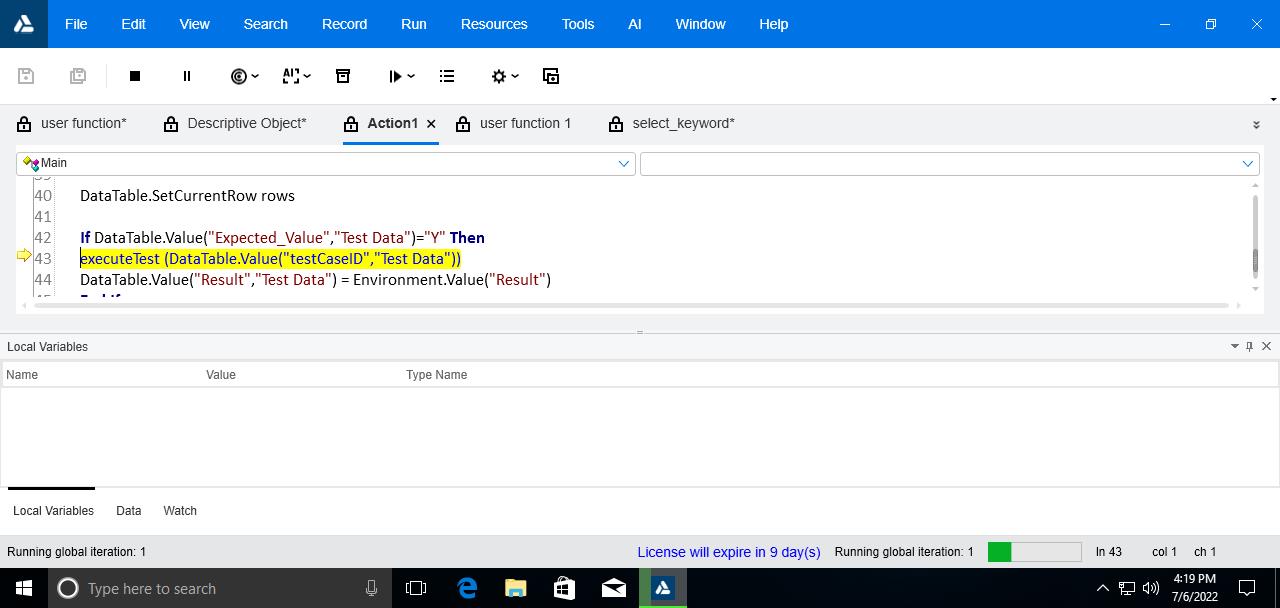 File Edit View Search Record Run Resources Tools AI Window Help
user function* Descriptive Object* Action1 user function 1 select_keyword*
Main
39
40 DataTable.SetCurrentRow rows
41
42 If DataTable.Value("Expected_Value","Test Data")="Y" Then
43 executeTest (DataTable.Value("testCaseID","Test Data"))
44 DataTable.Value("Result","Test Data") = Environment.Value("Result")
45 End If
Local Variables
Name Value Type Name
Local Variables Data Watch
Running global iteration: 1 License will expire in 9 day(s) Running global iteration: 1 ln 43 col 1 ch 1
Type here to search
4:19 PM
7/6/2022